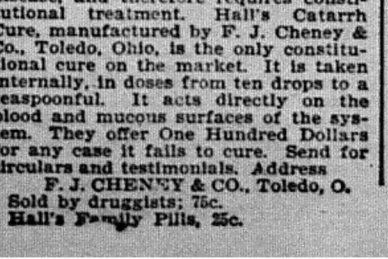 utional treatment. Hall's Catarrh
Cure, manufactured by F. J. Cheney &
Co., Toledo, Ohio, is the only constitu-
tional cure on the market. It is taken
internally, in doses from ten drops to a
teaspoonful. It acts directly on the
blood and mucous surfaces of the sys-
em. They offer One Hundred Dollars
or any case it fails to cure. Send for
irculars and testimonials. Address
F. J. CHENEY & CO., Toledo, O.
Sold by druggists; 75c.
Hall's Family Pills, 25c.